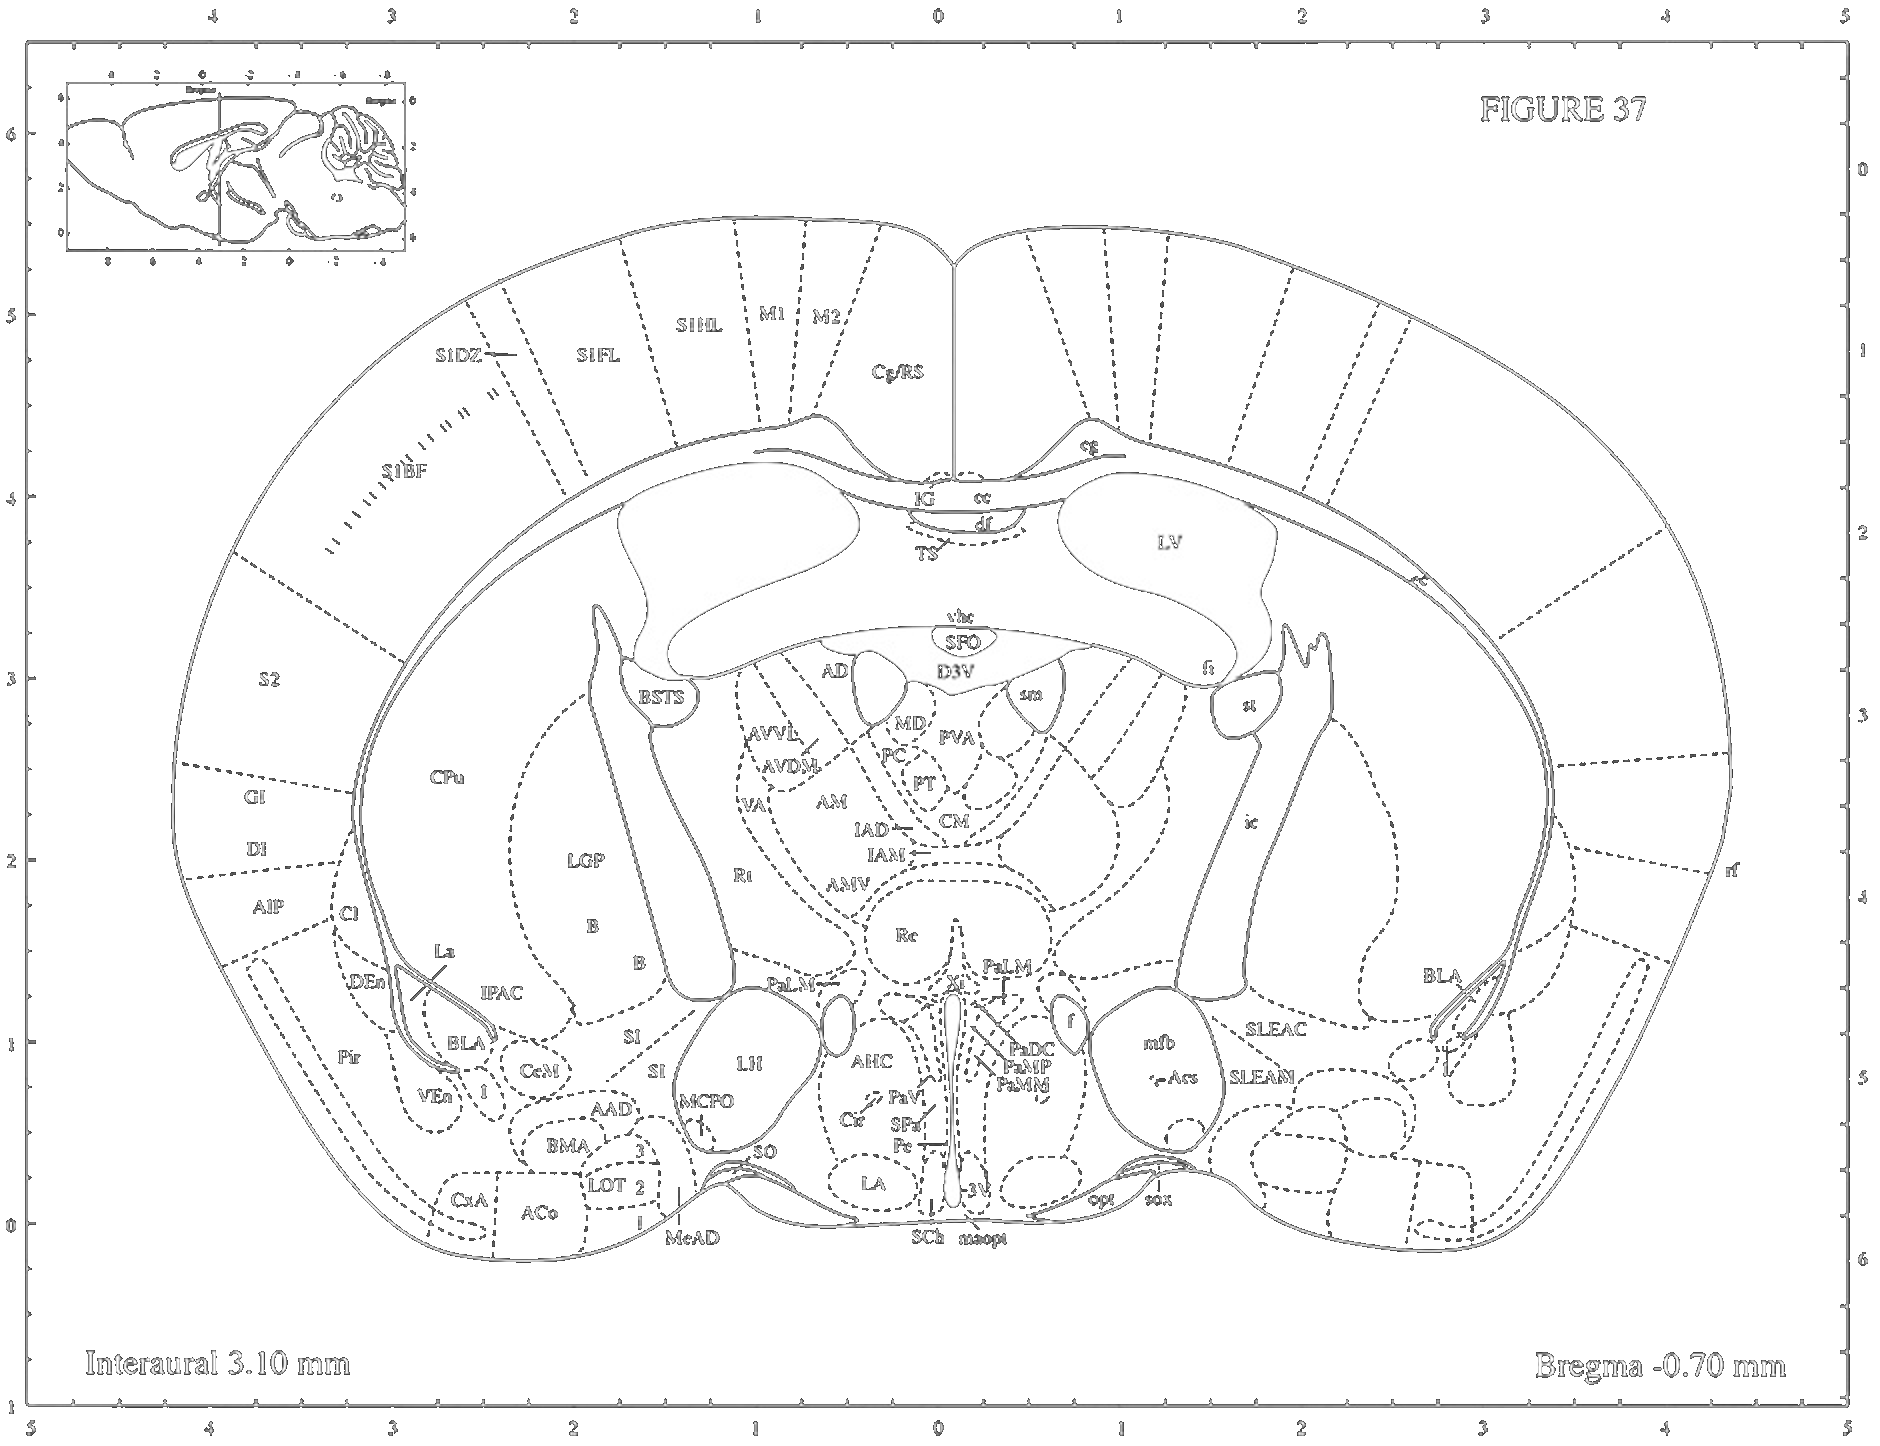 4 3 2 1 0 1 2 3 4 5
Bregma
FIGURE 37
6
0
5
S1HL M1 M2
S1DZ S1FL
1
Cg/RS
S1BF
cg
4
IG cc
df
TS
LV
2
ec
vhc
SFO
3
S2
AD D3V
fi
BSTS
sm
st
3
MD
AVVL PVA
PC
AVDM
CPu
PT
GI
VA AM
IAD CM
ic
DI
IAM
2
LGP
rf
Rt
AMV
AIP
CI
4
B
Re
La
B
PaLM
BLA
DEn
IPAC
PaLM
Xi
f
SI
SLEAC
1
BLA
mfb
Pir
LH
AHC
PaDC
PaMP
CeM
SI
SLEAM
Acs
5
PaMM
VEn
I
I
MCPO
PaV
AAD
Cir
SPa
BMA
3
SO
Pe
LOT 2
LA
3V
CxA
opt sox
0
ACo
1
MeAD
SCh
maopt
6
Interaural 3.10 mm
Bregma -0.70 mm
1
5 4 3 2 1 0 1 2 3 4 5